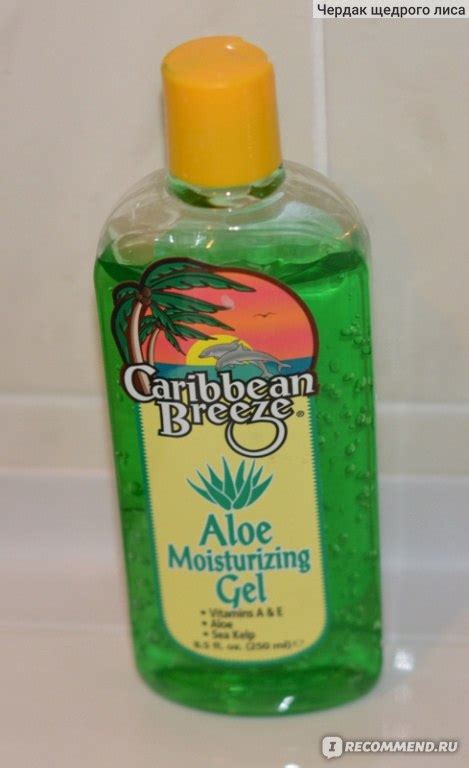 Чердак щедрого лиса
Caribbean
Breeze®
Aloe
Moisturizing
Gel
• Vitamins A & E
• Aloe
• Sea Kelp
8.5 fl. oz. (250 ml)
IRECOMMEND.RU